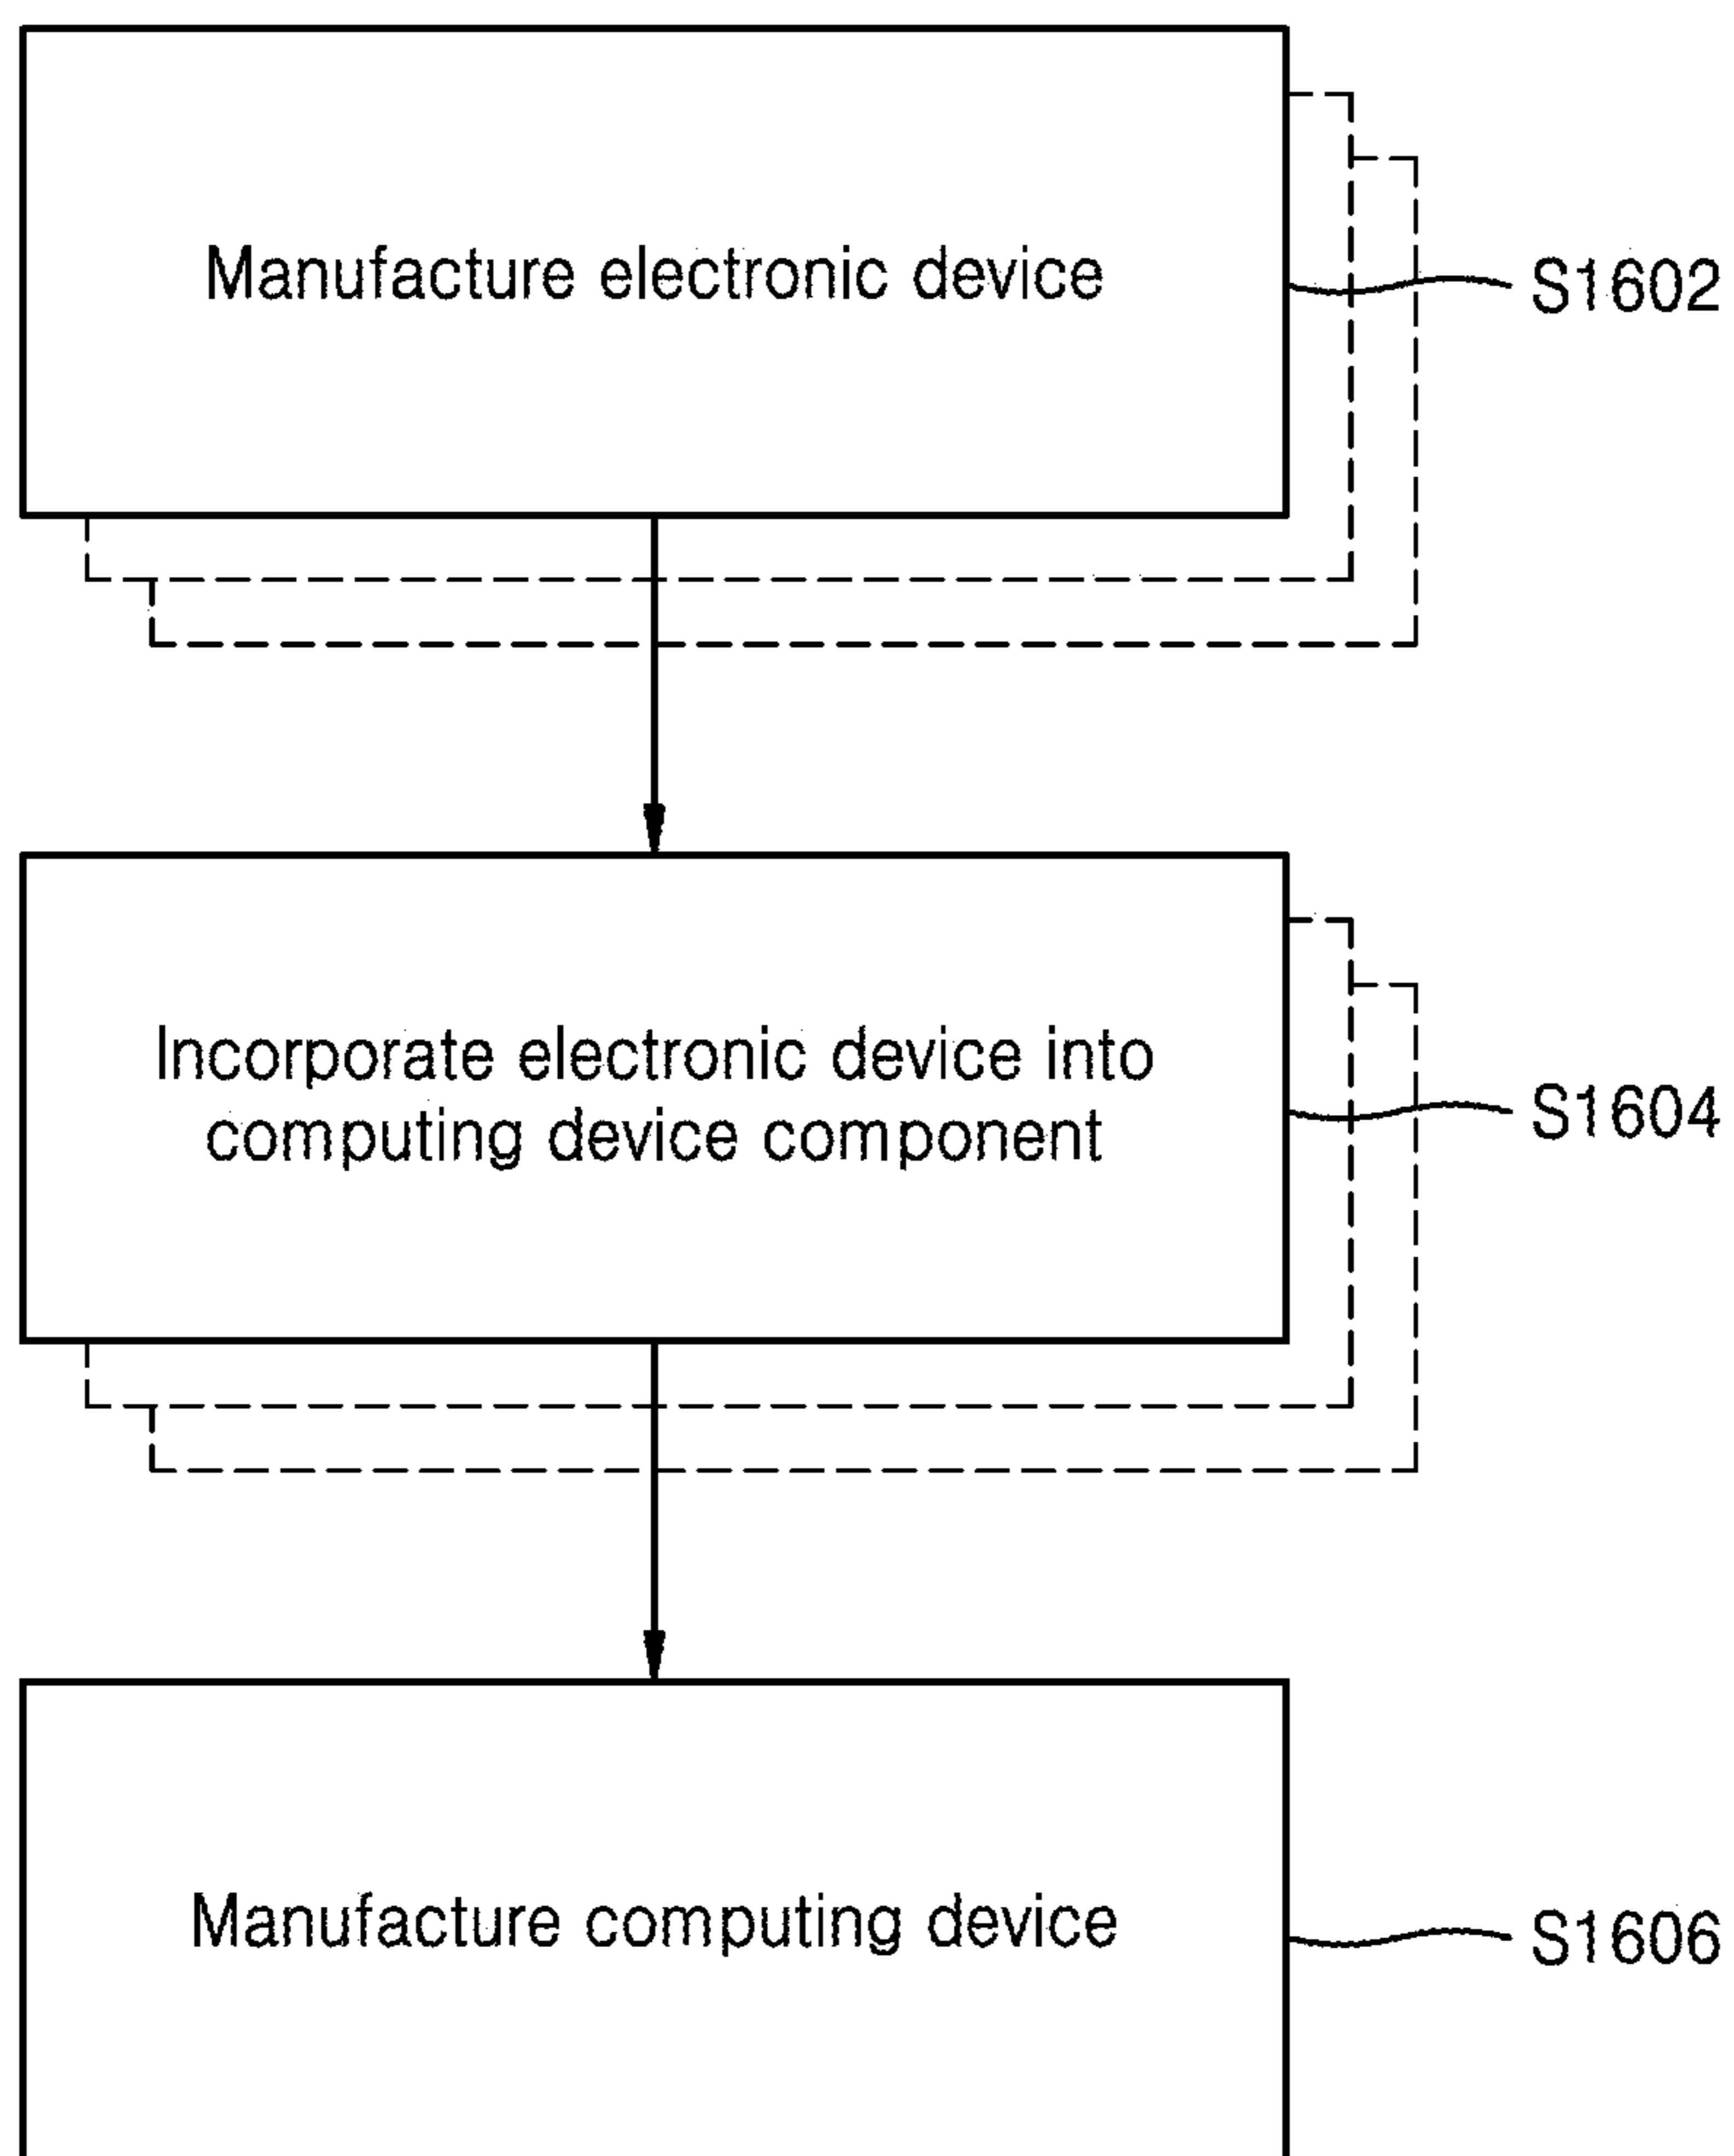 Manufacture electronic device
S1602
Incorporate electronic device into
computing device component
S1604
Manufacture computing device
S1606